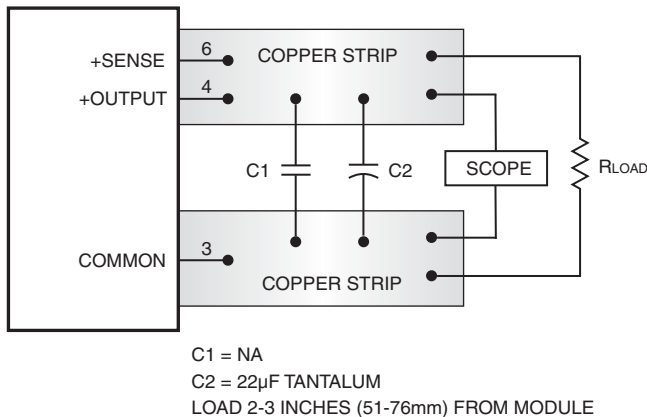 +SENSE 6 COPPER STRIP
+OUTPUT 4
C1 C2 SCOPE RLOAD
COMMON 3
COPPER STRIP
C1 = NA
C2 = 22µF TANTALUM
LOAD 2-3 INCHES (51-76mm) FROM MODULE